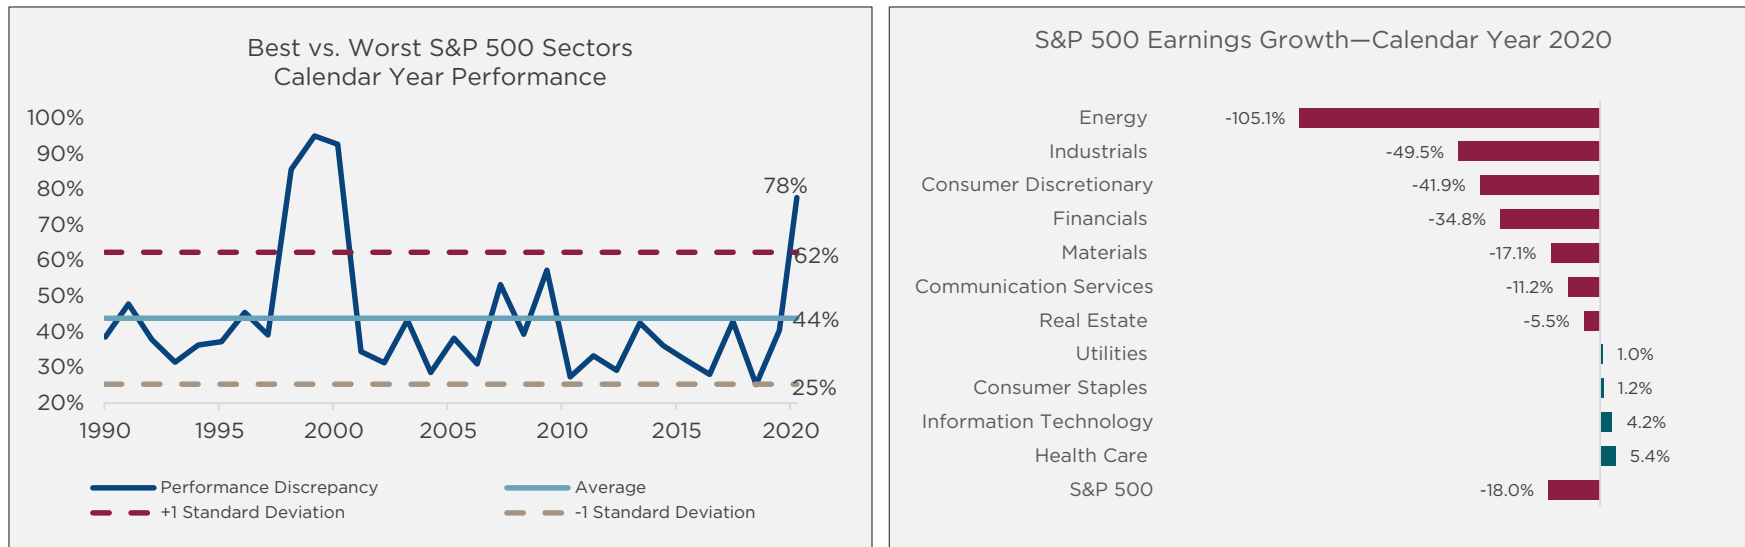 Best vs. Worst S&P 500 Sectors
Calendar Year Performance
100%
90%
80%
70%
60%
50%
40%
30%
20%
78%
62%
44%
25%
1990
1995
2000
2005
2010
2015
2020
Performance Discrepancy
Average
+1 Standard Deviation
-1 Standard Deviation
S&P 500 Earnings Growth—Calendar Year 2020
Energy -105.1%
Industrials -49.5%
Consumer Discretionary -41.9%
Financials -34.8%
Materials -17.1%
Communication Services -11.2%
Real Estate -5.5%
Utilities 1.0%
Consumer Staples 1.2%
Information Technology 4.2%
Health Care 5.4%
S&P 500 -18.0%